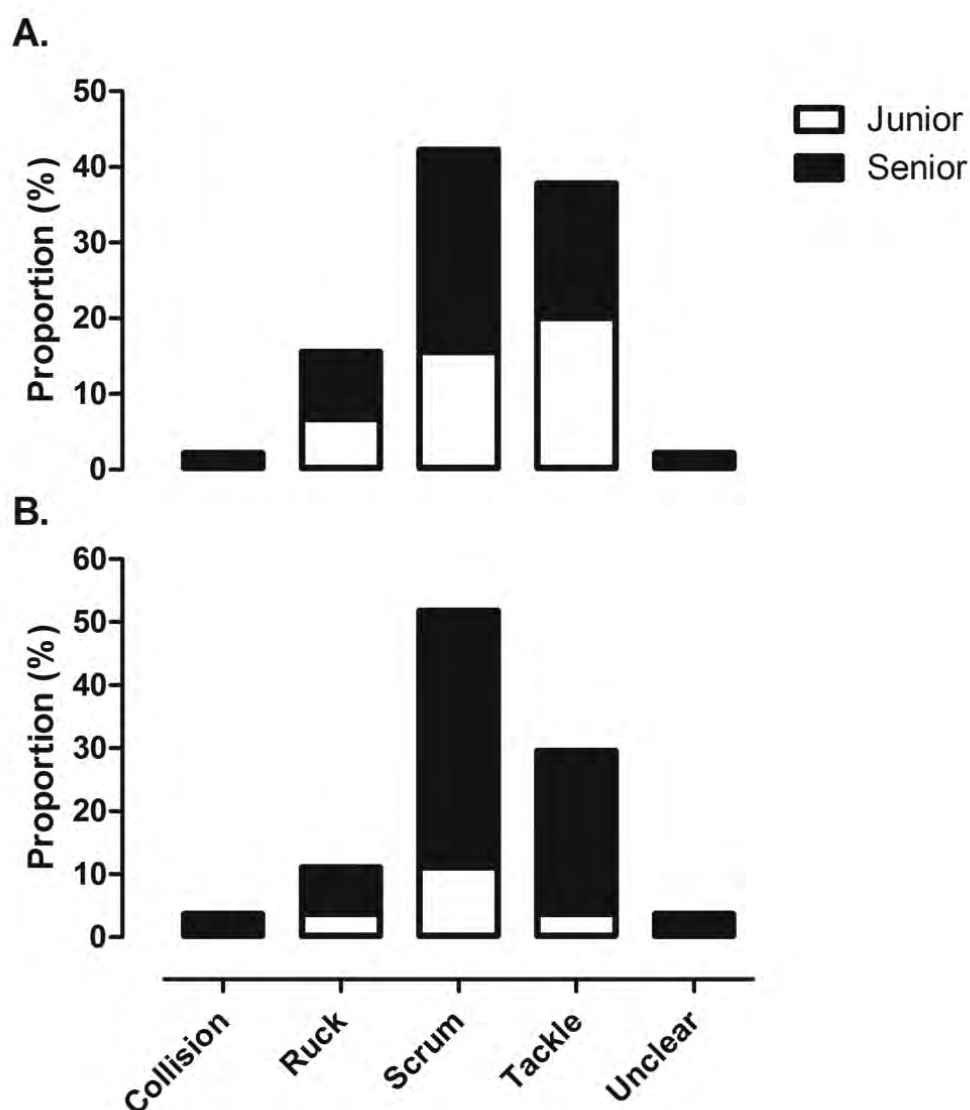 A.
50
40
30
20
10
0
Proportion (%)
Junior
Senior
B.
60
50
40
30
20
10
0
Proportion (%)
Collision
Ruck
Scrum
Tackle
Unclear